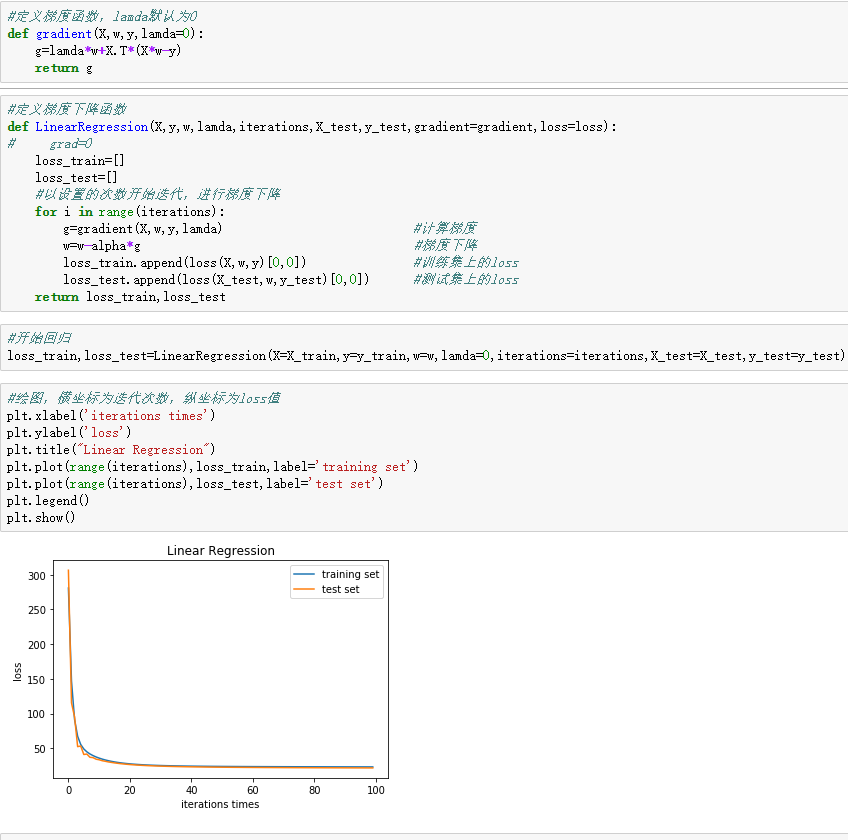 #定义梯度函数，lamda默认为0
def gradient(X,w,y,lamda=0):
    g=lamda*w+X.T*(X*w-y)
    return g
#定义梯度下降函数
def LinearRegression(X,y,w,lamda,iterations,X_test,y_test,gradient=gradient,loss=loss):
#    grad=0
    loss_train=[]
    loss_test=[]
    #以设置的次数开始迭代，进行梯度下降
    for i in range(iterations):
        g=gradient(X,w,y,lamda)    #计算梯度
        w=w-alpha*g    #梯度下降
        loss_train.append(loss(X,w,y)[0,0])    #训练集上的loss
        loss_test.append(loss(X_test,w,y_test)[0,0])    #测试集上的loss
    return loss_train,loss_test
#开始回归
loss_train,loss_test=LinearRegression(X=X_train,y=y_train,w=w,lamda=0,iterations=iterations,X_test=X_test,y_test=y_test)
#绘图，横坐标为迭代次数，纵坐标为loss值
plt.xlabel('iterations times')
plt.ylabel('loss')
plt.title("Linear Regression")
plt.plot(range(iterations),loss_train,label='training set')
plt.plot(range(iterations),loss_test,label='test set')
plt.legend()
plt.show()
Linear Regression
training set
test set
300
250
200
150
100
50
loss
0 20 40 60 80 100
iterations times